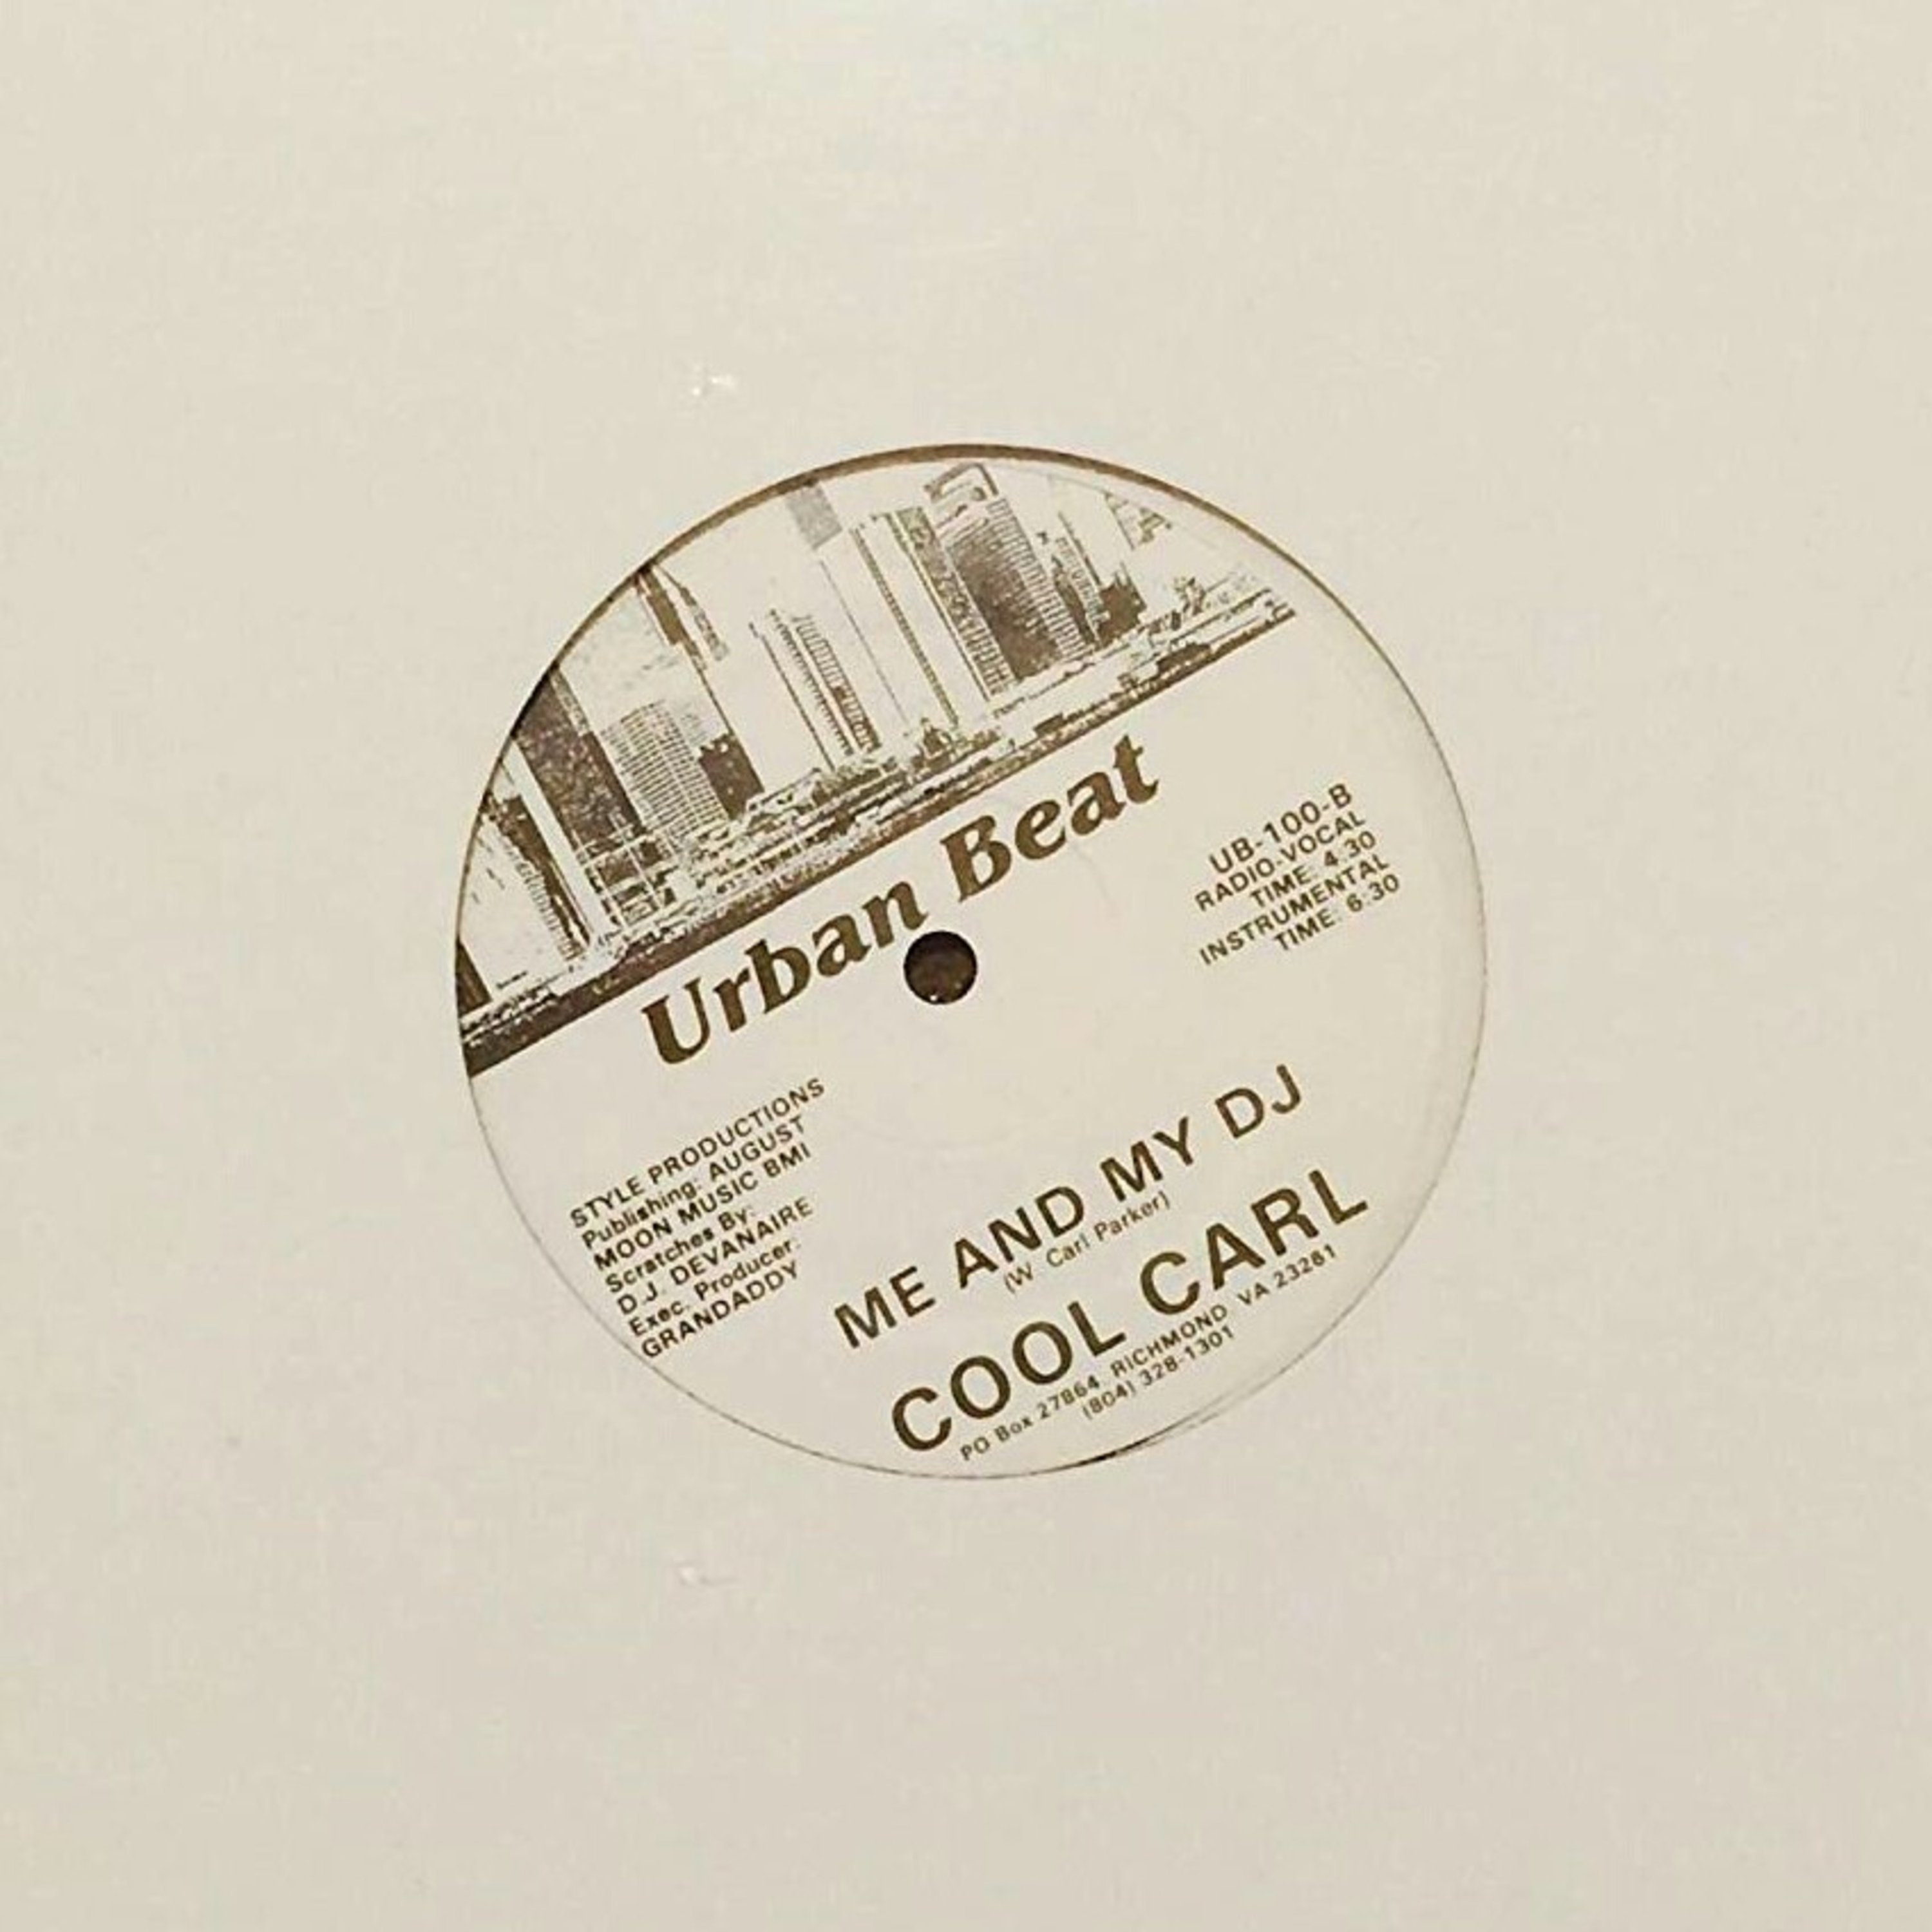 Urban Beat
UB-100-B
RADIO-VOCAL
TIME: 4:30
INSTRUMENTAL
TIME: 6:30
STYLE PRODUCTIONS
Publishing: AUGUST
MOON MUSIC BMI
Scratches By:
D.J. DEVANAIRE
Exec. Producer:
GRANDADDY
ME AND MY DJ
(W. Carl Parker)
COOL CARL
PO Box 27864 RICHMOND VA 23261
(804) 328-1301